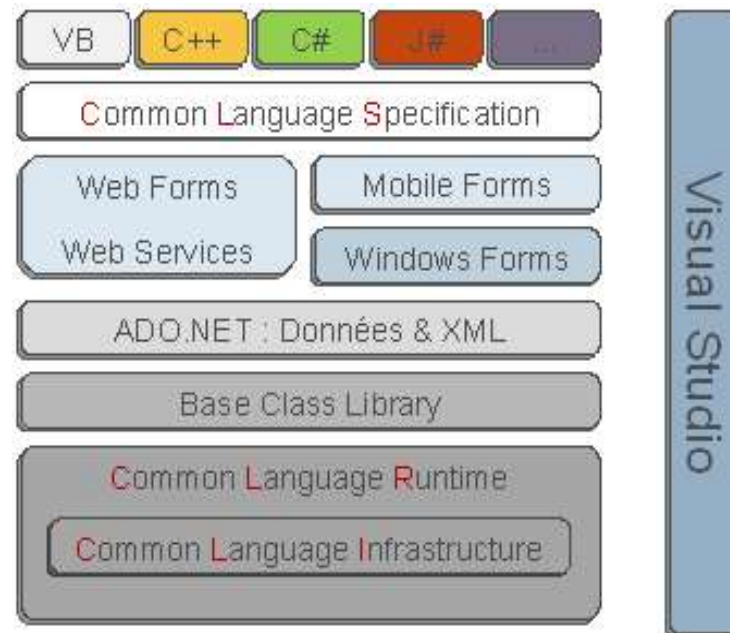 VB C++ C# J# ...
Common Language Specification
Web Forms
Web Services
Mobile Forms
Windows Forms
ADO.NET : Données & XML
Base Class Library
Common Language Runtime
Common Language Infrastructure
Visual Studio